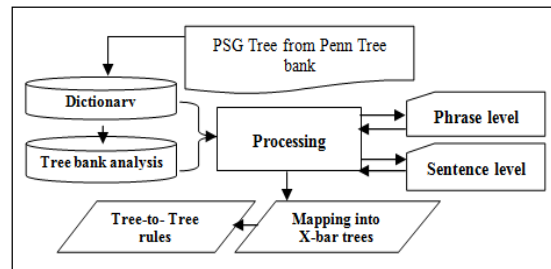 PSG Tree from Penn Tree
bank
Dictionary
Tree bank analysis
Processing
Phrase level
Sentence level
Tree-to- Tree
rules
Mapping into
X-bar trees